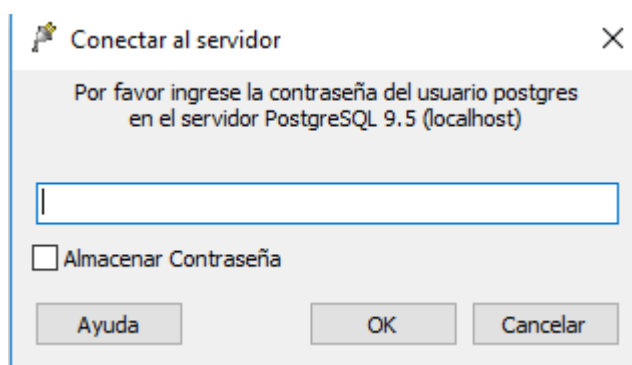 Conectar al servidor
Por favor ingrese la contraseña del usuario postgres
en el servidor PostgreSQL 9.5 (localhost)
Almacenar Contraseña
Ayuda
OK
Cancelar